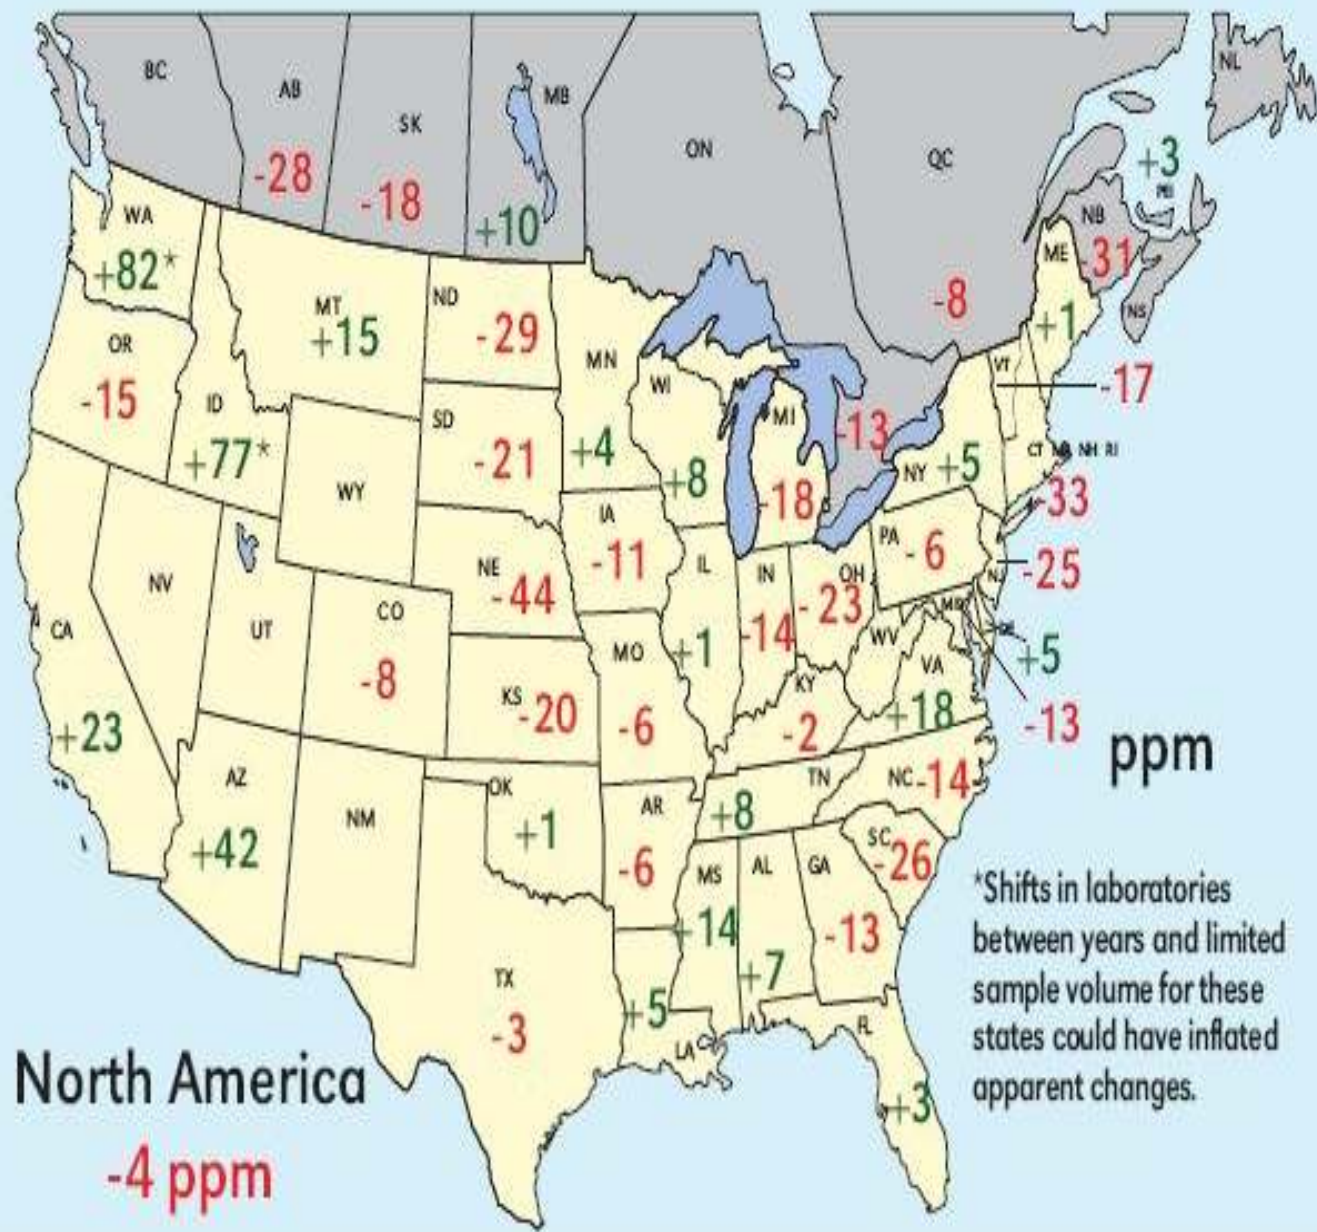 BC
AB
-28
SK
-18
MB
+10
ON
QC
-8
NL
+3
PEI
NB
-31
NS
ME
+1
WA
+82*
OR
-15
ID
+77*
MT
+15
ND
-29
SD
-21
MN
+4
WI
+8
MI
-18
-13
VT
-17
NY
+5
CT MA NH RI
-33
WY
NE
-44
IA
-11
IL
+1
IN
-14
OH
-23
PA
-6
NJ
-25
MD
DE
+5
-13
WV
VA
+18
KY
-2
CA
+23
NV
UT
CO
-8
KS
-20
MO
-6
AZ
+42
NM
OK
+1
AR
-6
TN
+8
NC
-14
SC
-26
MS
+14
AL
+7
GA
-13
TX
-3
LA
+5
FL
+3
ppm
*Shifts in laboratories
between years and limited
sample volume for these
states could have inflated
apparent changes.
North America
-4 ppm